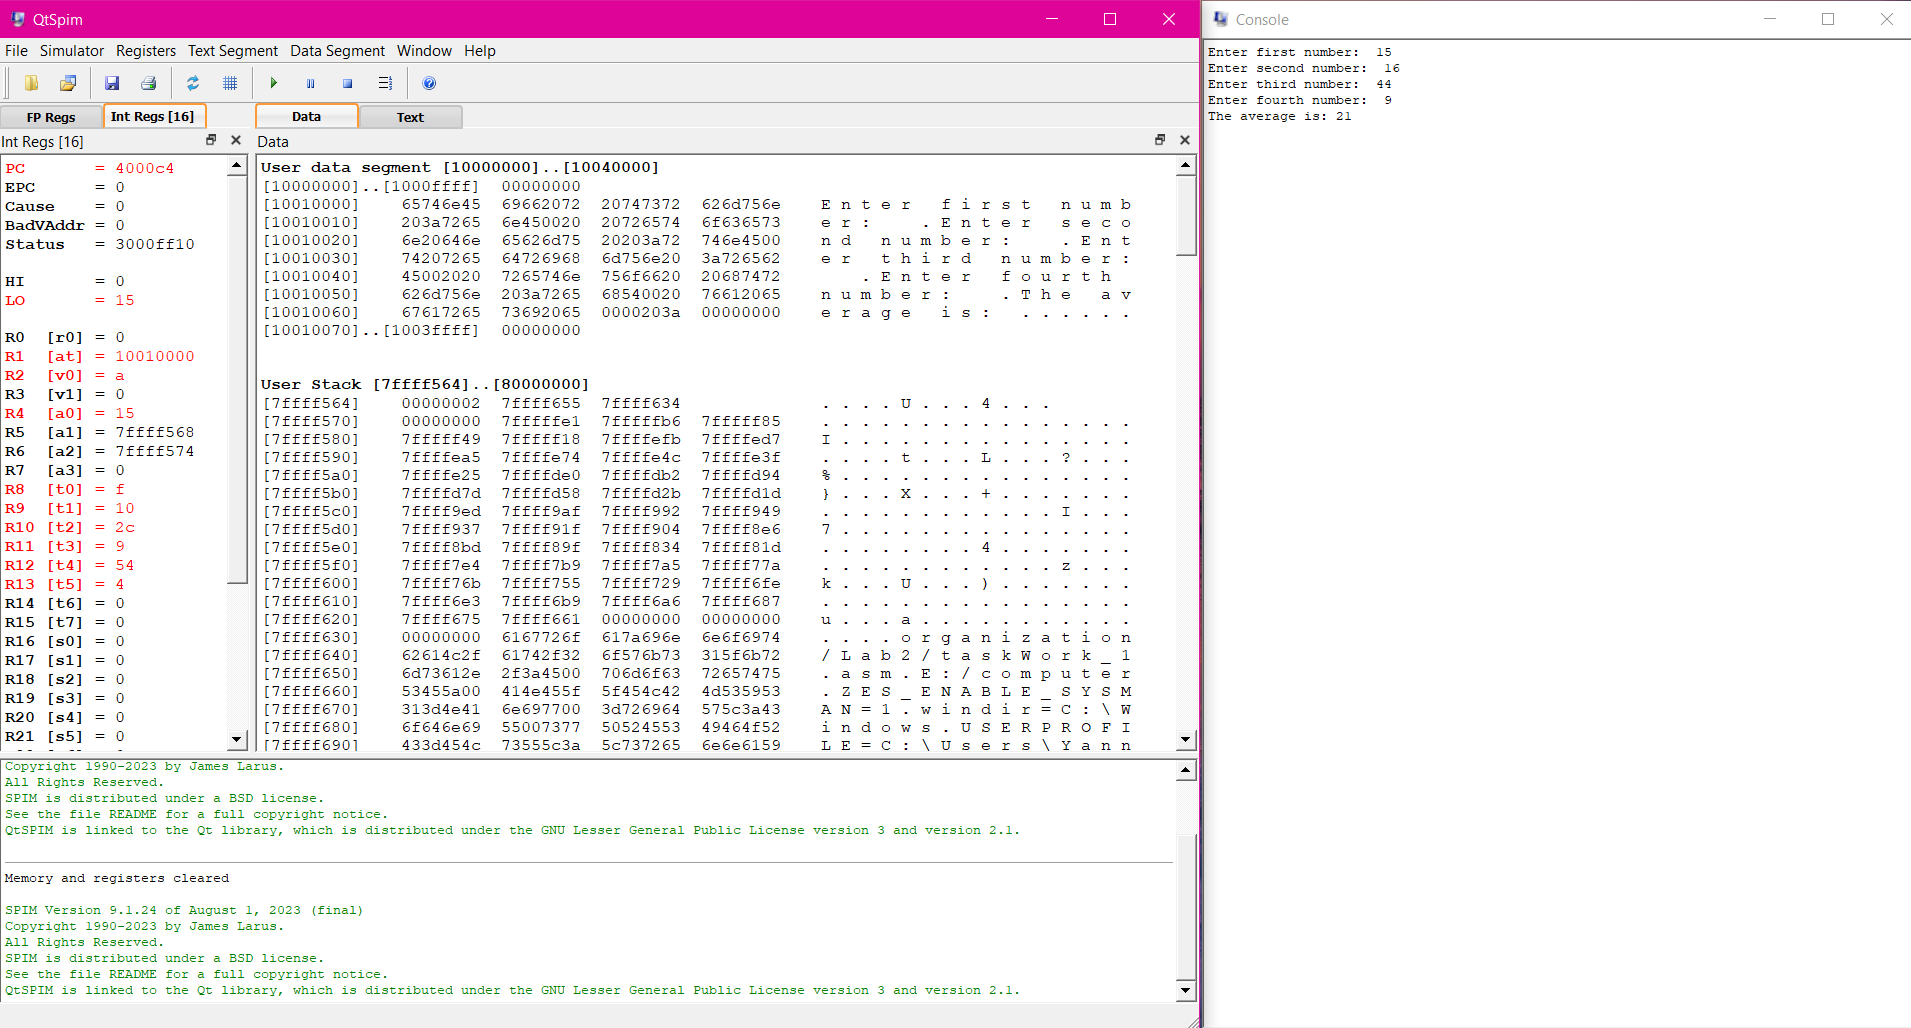 QtSpim
File Simulator Registers Text Segment Data Segment Window Help
FP Regs Int Regs [16] Data Text
Int Regs [16]
PC = 4000c4
EPC = 0
Cause = 0
BadVAddr = 0
Status = 3000ff10
HI = 0
LO = 15
R0 [r0] = 0
R1 [at] = 10010000
R2 [v0] = a
R3 [v1] = 0
R4 [a0] = 15
R5 [a1] = 7ffff568
R6 [a2] = 7ffff574
R7 [a3] = 0
R8 [t0] = f
R9 [t1] = 10
R10 [t2] = 2c
R11 [t3] = 9
R12 [t4] = 54
R13 [t5] = 4
R14 [t6] = 0
R15 [t7] = 0
R16 [s0] = 0
R17 [s1] = 0
R18 [s2] = 0
R19 [s3] = 0
R20 [s4] = 0
R21 [s5] = 0
Data
User data segment [10000000]..[10040000]
[10000000]..[1000ffff] 00000000
[10010000] 65746e45 69662072 20747372 626d756e E n t e r f i r s t n u m b
[10010010] 203a7265 6e450020 20726574 6f636573 e r : . E n t e r s e c o
[10010020] 6e20646e 65626d75 20203a72 746e4500 n d n u m b e r : . E n t
[10010030] 74207265 64726968 6d756e20 3a726562 e r t h i r d n u m b e r :
[10010040] 45002020 7265746e 756f6620 20687472 . E n t e r f o u r t h
[10010050] 626d756e 203a7265 68540020 76612065 n u m b e r : . T h e a v
[10010060] 67617265 73692065 0000203a 00000000 e r a g e i s : . . . . . .
[10010070]..[1003ffff] 00000000
User Stack [7ffff564]..[80000000]
[7ffff564] 00000002 7ffff655 7ffff634 . . . . U . . . 4 . . .
[7ffff570] 00000000 7fffffe1 7fffffb6 7fffff85 . . . . . . . . . . . . . . . .
[7ffff580] 7fffff49 7fffff18 7ffffefb 7ffffed7 I . . . . . . . . . . . . . . .
[7ffff590] 7ffffea5 7ffffe74 7ffffe4c 7ffffe3f . . . . t . . . L . . . ? . . .
[7ffff5a0] 7ffffe25 7ffffde0 7ffffdb2 7ffffd94 % . . . . . . . . . . . . . . .
[7ffff5b0] 7ffffd7d 7ffffd58 7ffffd2b 7ffffd1d } . . . X . . . + . . . . . . .
[7ffff5c0] 7ffff9ed 7ffff9af 7ffff992 7ffff949 . . . . . . . . . . . . I . . .
[7ffff5d0] 7ffff937 7ffff91f 7ffff904 7ffff8e6 7 . . . . . . . . . . . . . . .
[7ffff5e0] 7ffff8bd 7ffff89f 7ffff834 7ffff81d . . . . . . . . 4 . . . . . . .
[7ffff5f0] 7ffff7e4 7ffff7b9 7ffff7a5 7ffff77a . . . . . . . . . . . . z . . .
[7ffff600] 7ffff76b 7ffff755 7ffff729 7ffff6fe k . . . U . . . ) . . . . . . .
[7ffff610] 7ffff6e3 7ffff6b9 7ffff6a6 7ffff687 . . . . . . . . . . . . . . . .
[7ffff620] 7ffff675 7ffff661 00000000 00000000 u . . . a . . . . . . . . . . .
[7ffff630] 00000000 6167726f 617a696e 6e6f6974 . . . . o r g a n i z a t i o n
[7ffff640] 62614c2f 61742f32 6f576b73 315f6b72 / L a b 2 / t a s k W o r k _ 1
[7ffff650] 6d73612e 2f3a4500 706d6f63 72657475 . a s m . E : / c o m p u t e r
[7ffff660] 53455a00 414e455f 5f454c42 4d535953 . Z E S _ E N A B L E _ S Y S M
[7ffff670] 313d4e41 6e697700 3d726964 575c3a43 A N = 1 . w i n d i r = C : \ W
[7ffff680] 6f646e69 55007377 50524553 49464f52 i n d o w s . U S E R P R O F I
[7ffff690] 433d454c 73555c3a 5c737265 6e6e6159 L E = C : \ U s e r s \ Y a n n
Copyright 1990-2023 by James Larus.
All Rights Reserved.
SPIM is distributed under a BSD license.
See the file README for a full copyright notice.
QtSPIM is linked to the Qt library, which is distributed under the GNU Lesser General Public License version 3 and version 2.1.
Memory and registers cleared
SPIM Version 9.1.24 of August 1, 2023 (final)
Copyright 1990-2023 by James Larus.
All Rights Reserved.
SPIM is distributed under a BSD license.
See the file README for a full copyright notice.
QtSPIM is linked to the Qt library, which is distributed under the GNU Lesser General Public License version 3 and version 2.1.
Console
Enter first number: 15
Enter second number: 16
Enter third number: 44
Enter fourth number: 9
The average is: 21